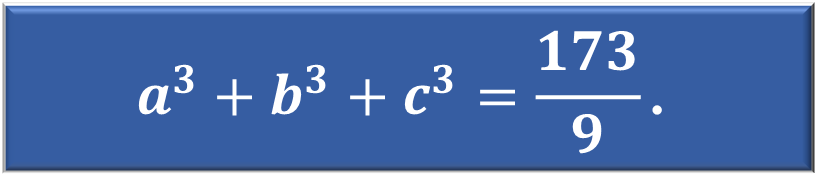 a³ + b³ + c³ = 173/9.